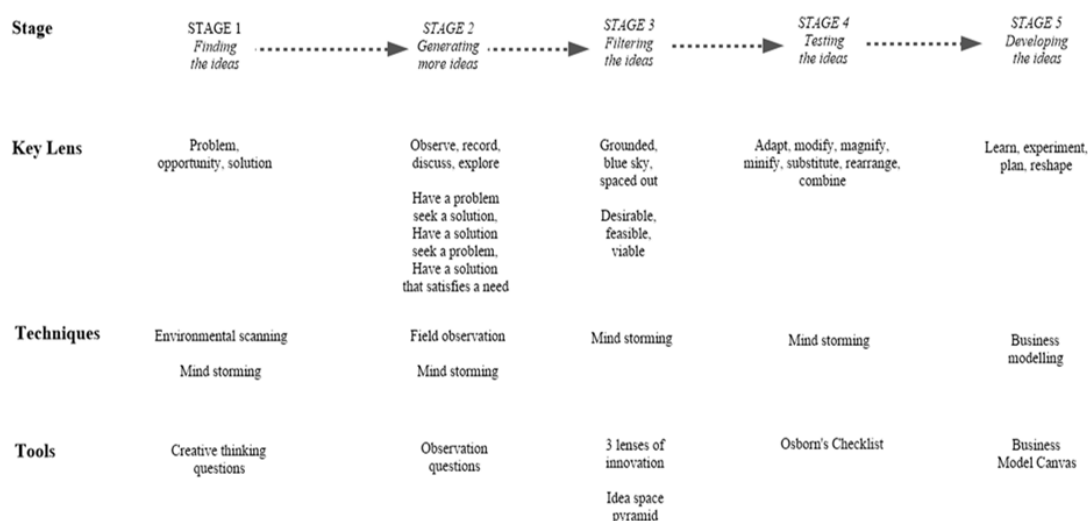 Stage
STAGE 1
Finding
the ideas
STAGE 2
Generating
more ideas
STAGE 3
Filtering
the ideas
STAGE 4
Testing
the ideas
STAGE 5
Developing
the ideas
Key Lens
Problem,
opportunity, solution
Observe, record,
discuss, explore
Have a problem
seek a solution,
Have a solution
seek a problem,
Have a solution
that satisfies a need
Grounded,
blue sky,
spaced out
Desirable,
feasible,
viable
Adapt, modify, magnify,
minify, substitute, rearrange,
combine
Learn, experiment,
plan, reshape
Techniques
Environmental scanning
Mind storming
Field observation
Mind storming
Mind storming
Mind storming
Business
modelling
Tools
Creative thinking
questions
Observation
questions
3 lenses of
innovation
Idea space
pyramid
Osborn's Checklist
Business
Model Canvas